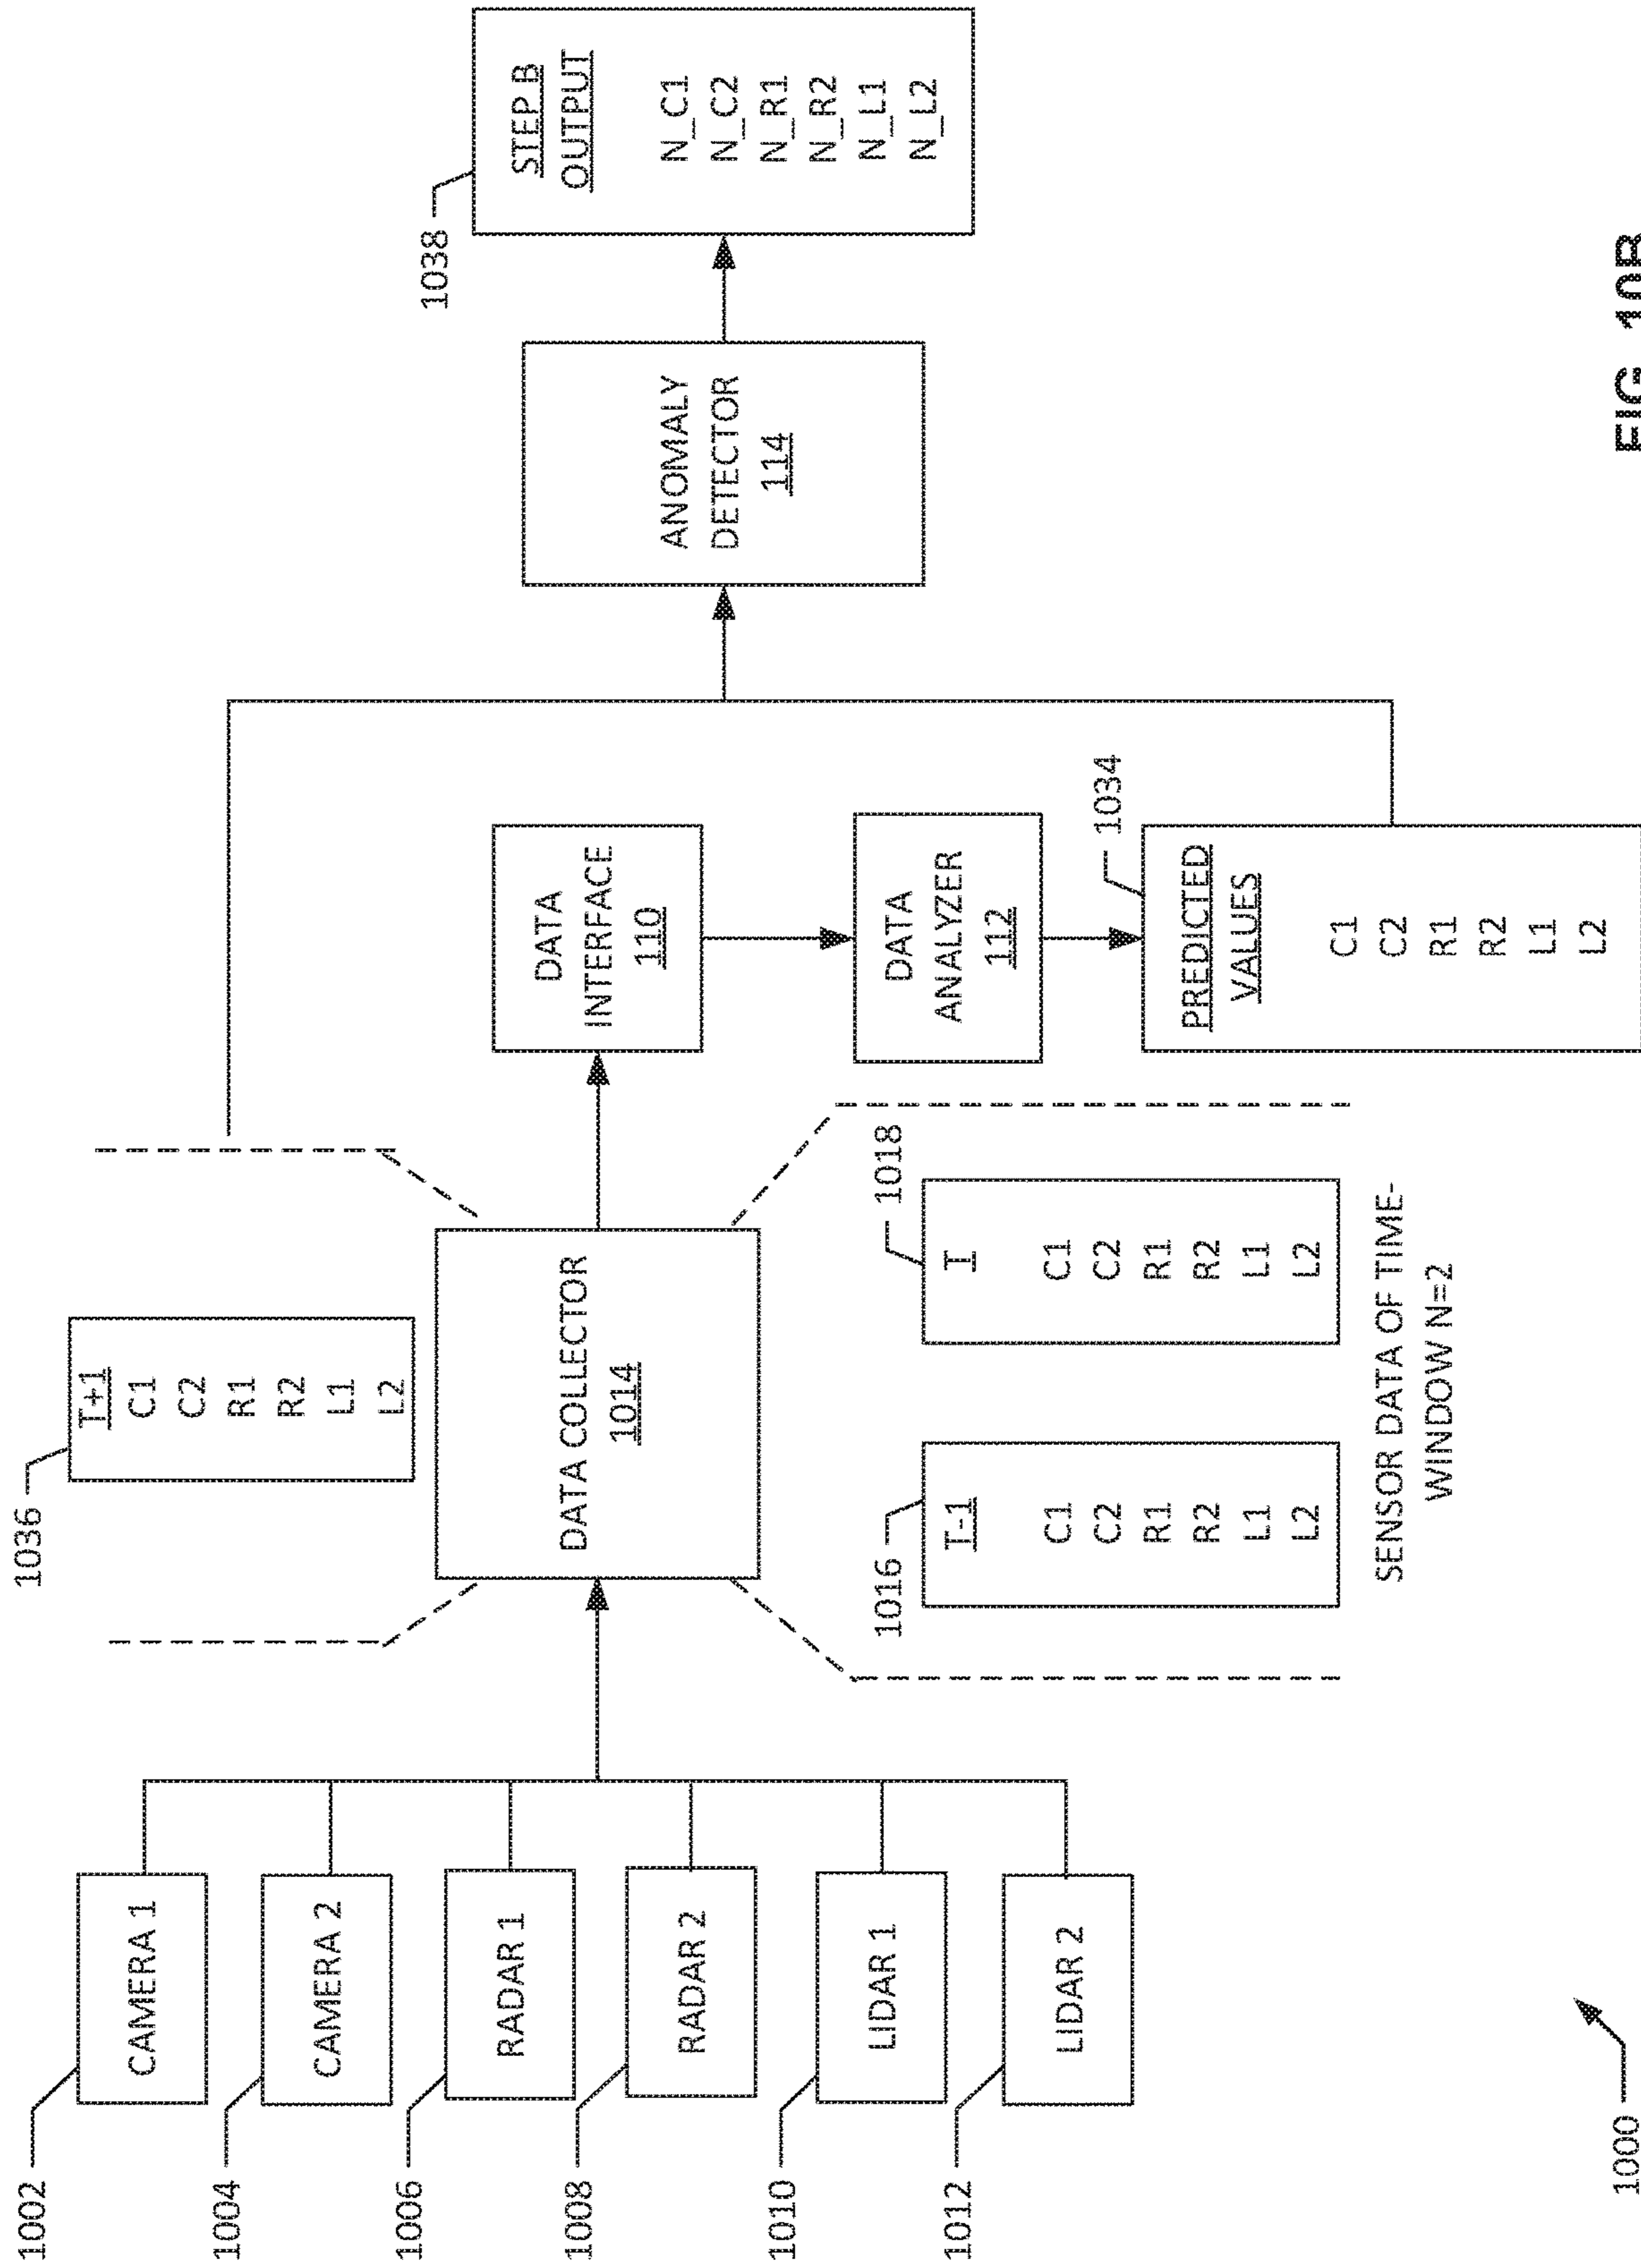 1002
CAMERA 1
1004
CAMERA 2
1006
RADAR 1
1008
RADAR 2
1010
LIDAR 1
1012
LIDAR 2
1036
T+1
C1
C2
R1
R2
L1
L2
DATA COLLECTOR
1014
1016
T-1
C1
C2
R1
R2
L1
L2
1018
T
C1
C2
R1
R2
L1
L2
SENSOR DATA OF TIME-
WINDOW N=2
DATA
INTERFACE
110
DATA
ANALYZER
112
1034
PREDICTED
VALUES
C1
C2
R1
R2
L1
L2
ANOMALY
DETECTOR
114
1038
STEP B
OUTPUT
N_C1
N_C2
N_R1
N_R2
N_L1
N_L2
1000
FIG. 10B